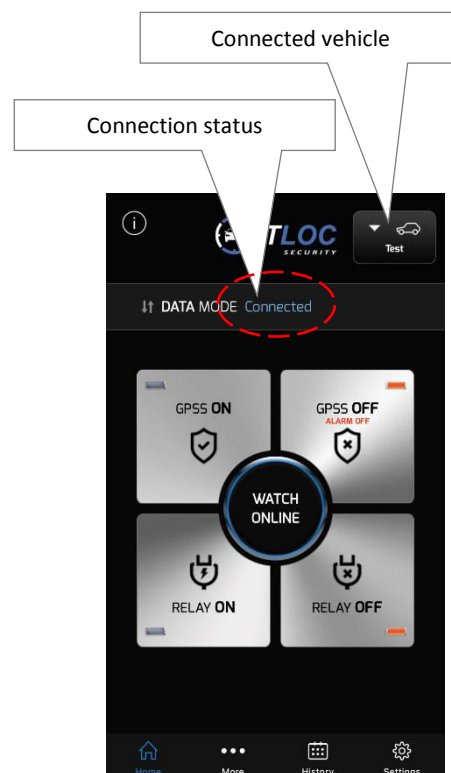 Connected vehicle
Connection status
TLOC
SECURITY
Test
DATA MODE Connected
GPSS ON
GPSS OFF
ALARM OFF
WATCH
ONLINE
RELAY ON
RELAY OFF
Home
More
History
Settings